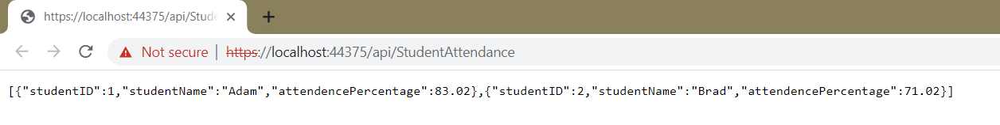 https://localhost:44375/api/Stude
Not secure | https://localhost:44375/api/StudentAttendance
[{"studentID":1,"studentName":"Adam","attendencePercentage":83.02},{"studentID":2,"studentName":"Brad","attendencePercentage":71.02}]